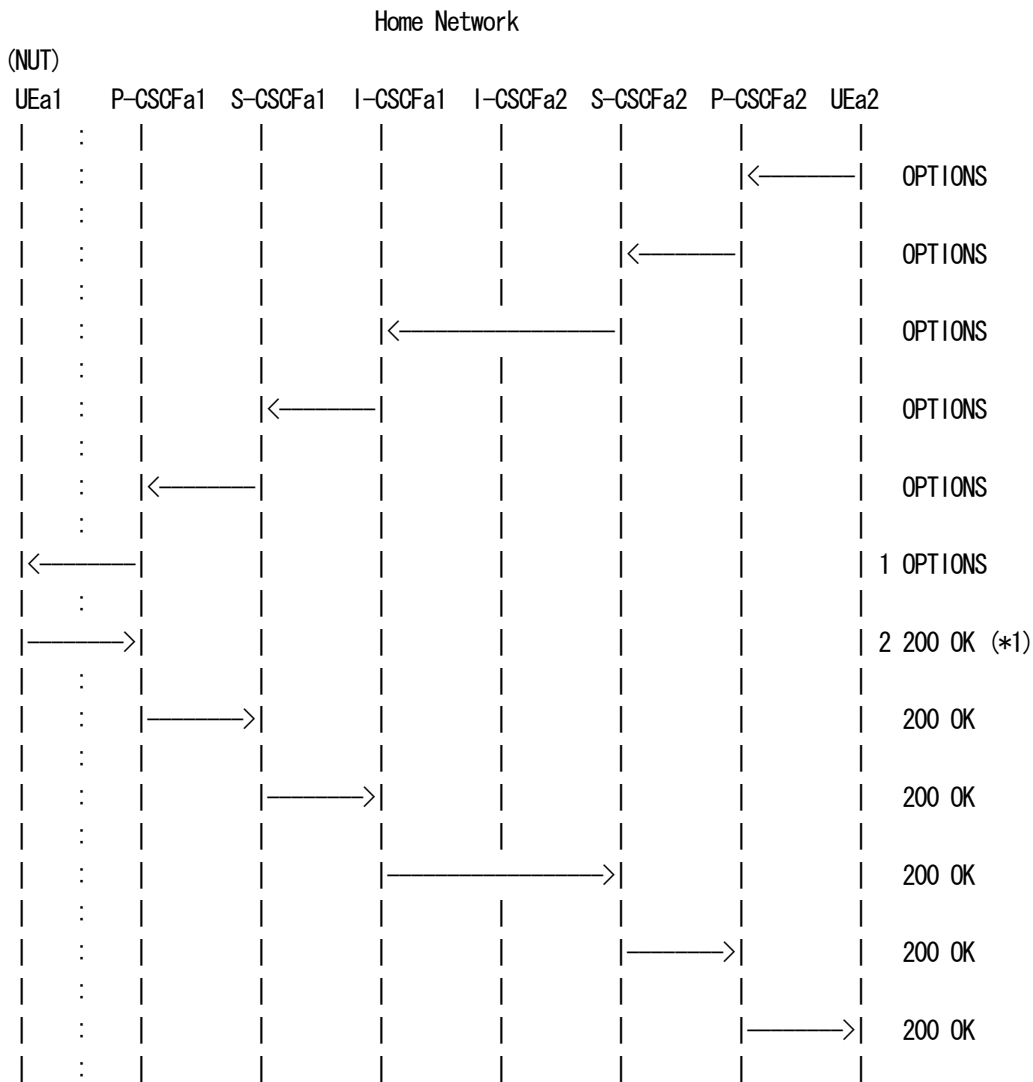 Home Network
(NUT)
UEa1 P-CSCFa1 S-CSCFa1 I-CSCFa1 I-CSCFa2 S-CSCFa2 P-CSCFa2 UEa2
OPTIONS
OPTIONS
OPTIONS
OPTIONS
OPTIONS
1 OPTIONS
2 200 OK (*1)
200 OK
200 OK
200 OK
200 OK
200 OK